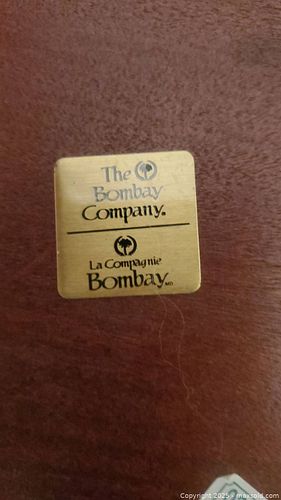 The
Bombay
Company®
La Compagnie
Bombay MD
Copyright 2025 - maxsold.com